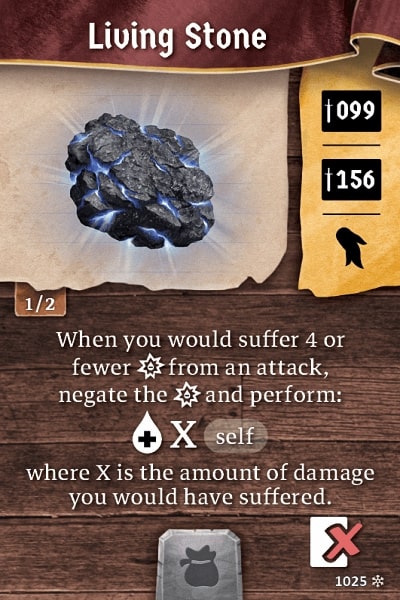 Living Stone
099
156
1/2
When you would suffer 4 or
fewer from an attack,
negate the and perform:
X self
where X is the amount of damage
you would have suffered.
1025